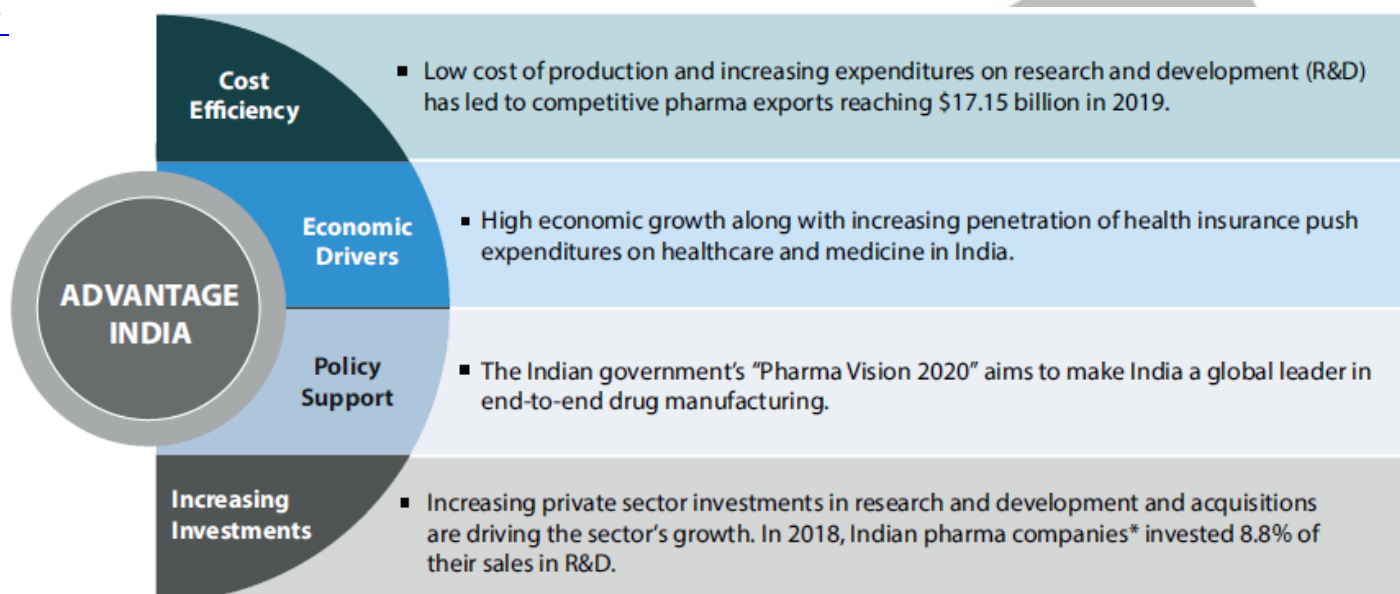 Cost
Efficiency
▪ Low cost of production and increasing expenditures on research and development (R&D)
has led to competitive pharma exports reaching $17.15 billion in 2019.
Economic
Drivers
▪ High economic growth along with increasing penetration of health insurance push
expenditures on healthcare and medicine in India.
ADVANTAGE
INDIA
Policy
Support
▪ The Indian government’s “Pharma Vision 2020” aims to make India a global leader in
end-to-end drug manufacturing.
Increasing
Investments
▪ Increasing private sector investments in research and development and acquisitions
are driving the sector’s growth. In 2018, Indian pharma companies* invested 8.8% of
their sales in R&D.